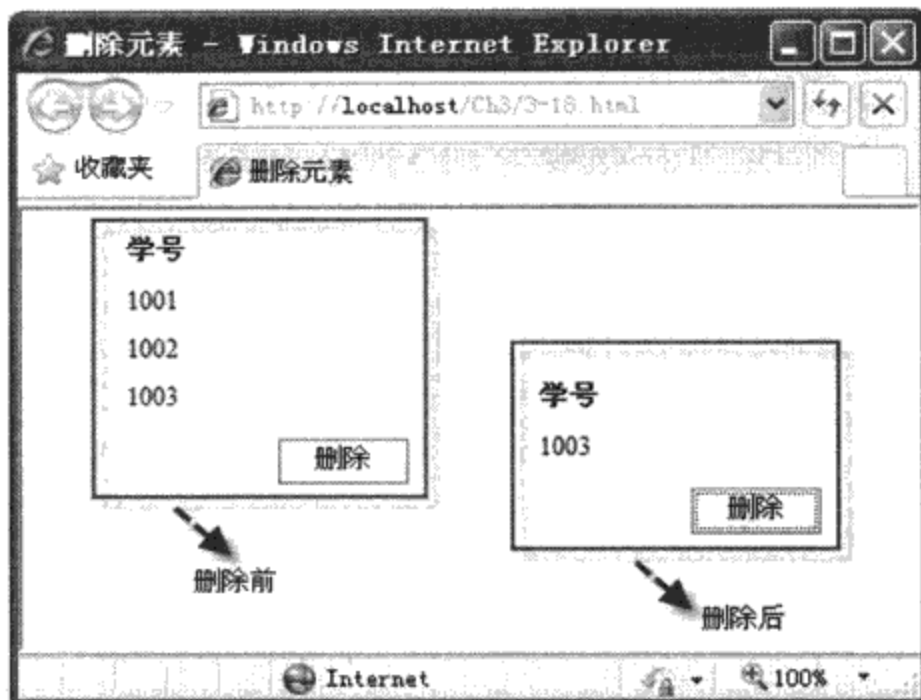 删除元素 - Windows Internet Explorer
http://localhost/Ch3/3-18.html
收藏夹
删除元素
学号
1001
1002
1003
删除
删除前
学号
1003
删除
删除后
Internet
100%